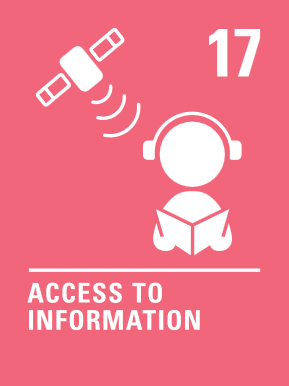 17
ACCESS TO
INFORMATION